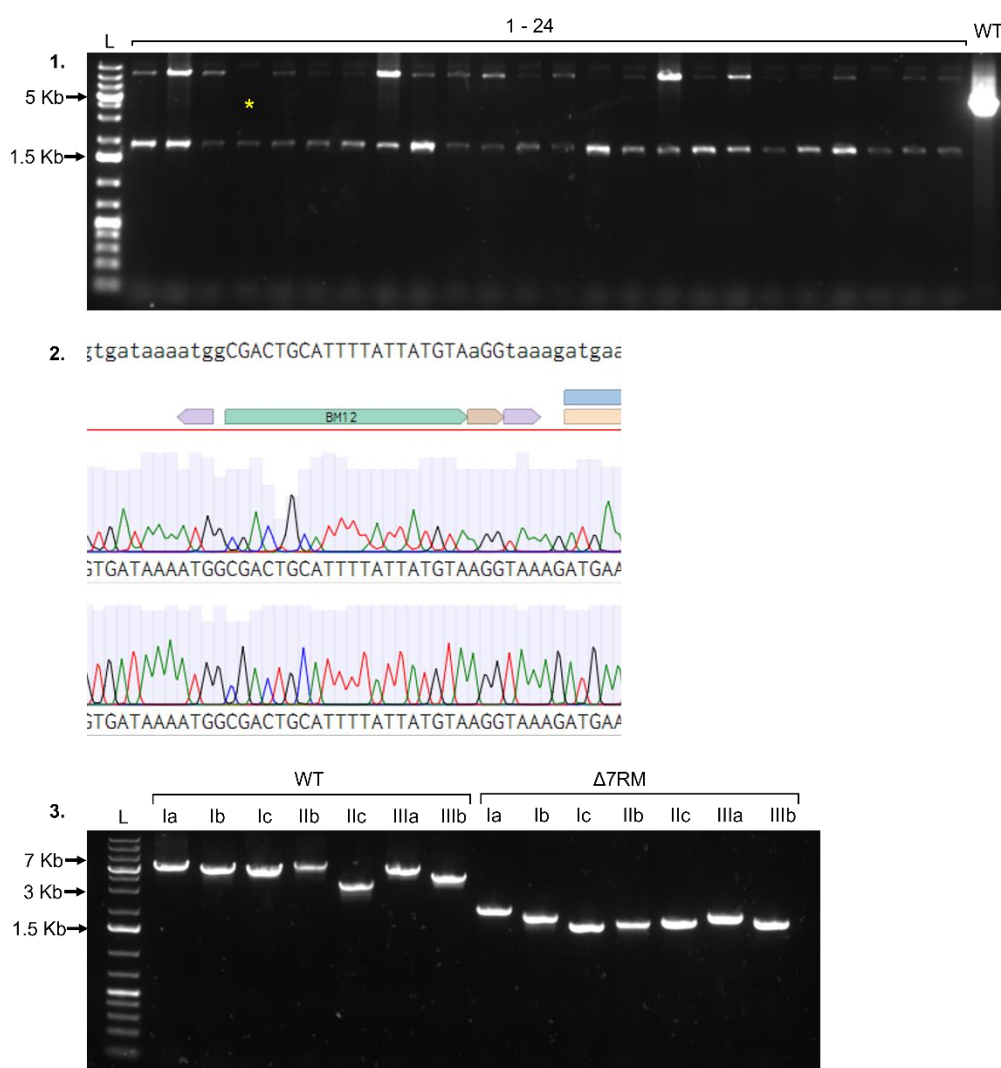 1 - 24
L
WT
1.
5 Kb
*
1.5 Kb
2.
gtgataaaatggCGACTGCATTTTATTATGTAaGGtaaagatgaa
BM12
GTGATAAAATGGCGACTGCATTTTATTATGTAAGGTAAAGATGAA
GTGATAAAATGGCGACTGCATTTTATTATGTAAGGTAAAGATGAA
WT
Δ7RM
3.
L
Ia Ib Ic IIb IIc IIIa IIIb Ia Ib Ic IIb IIc IIIa IIIb
7 Kb
3 Kb
1.5 Kb